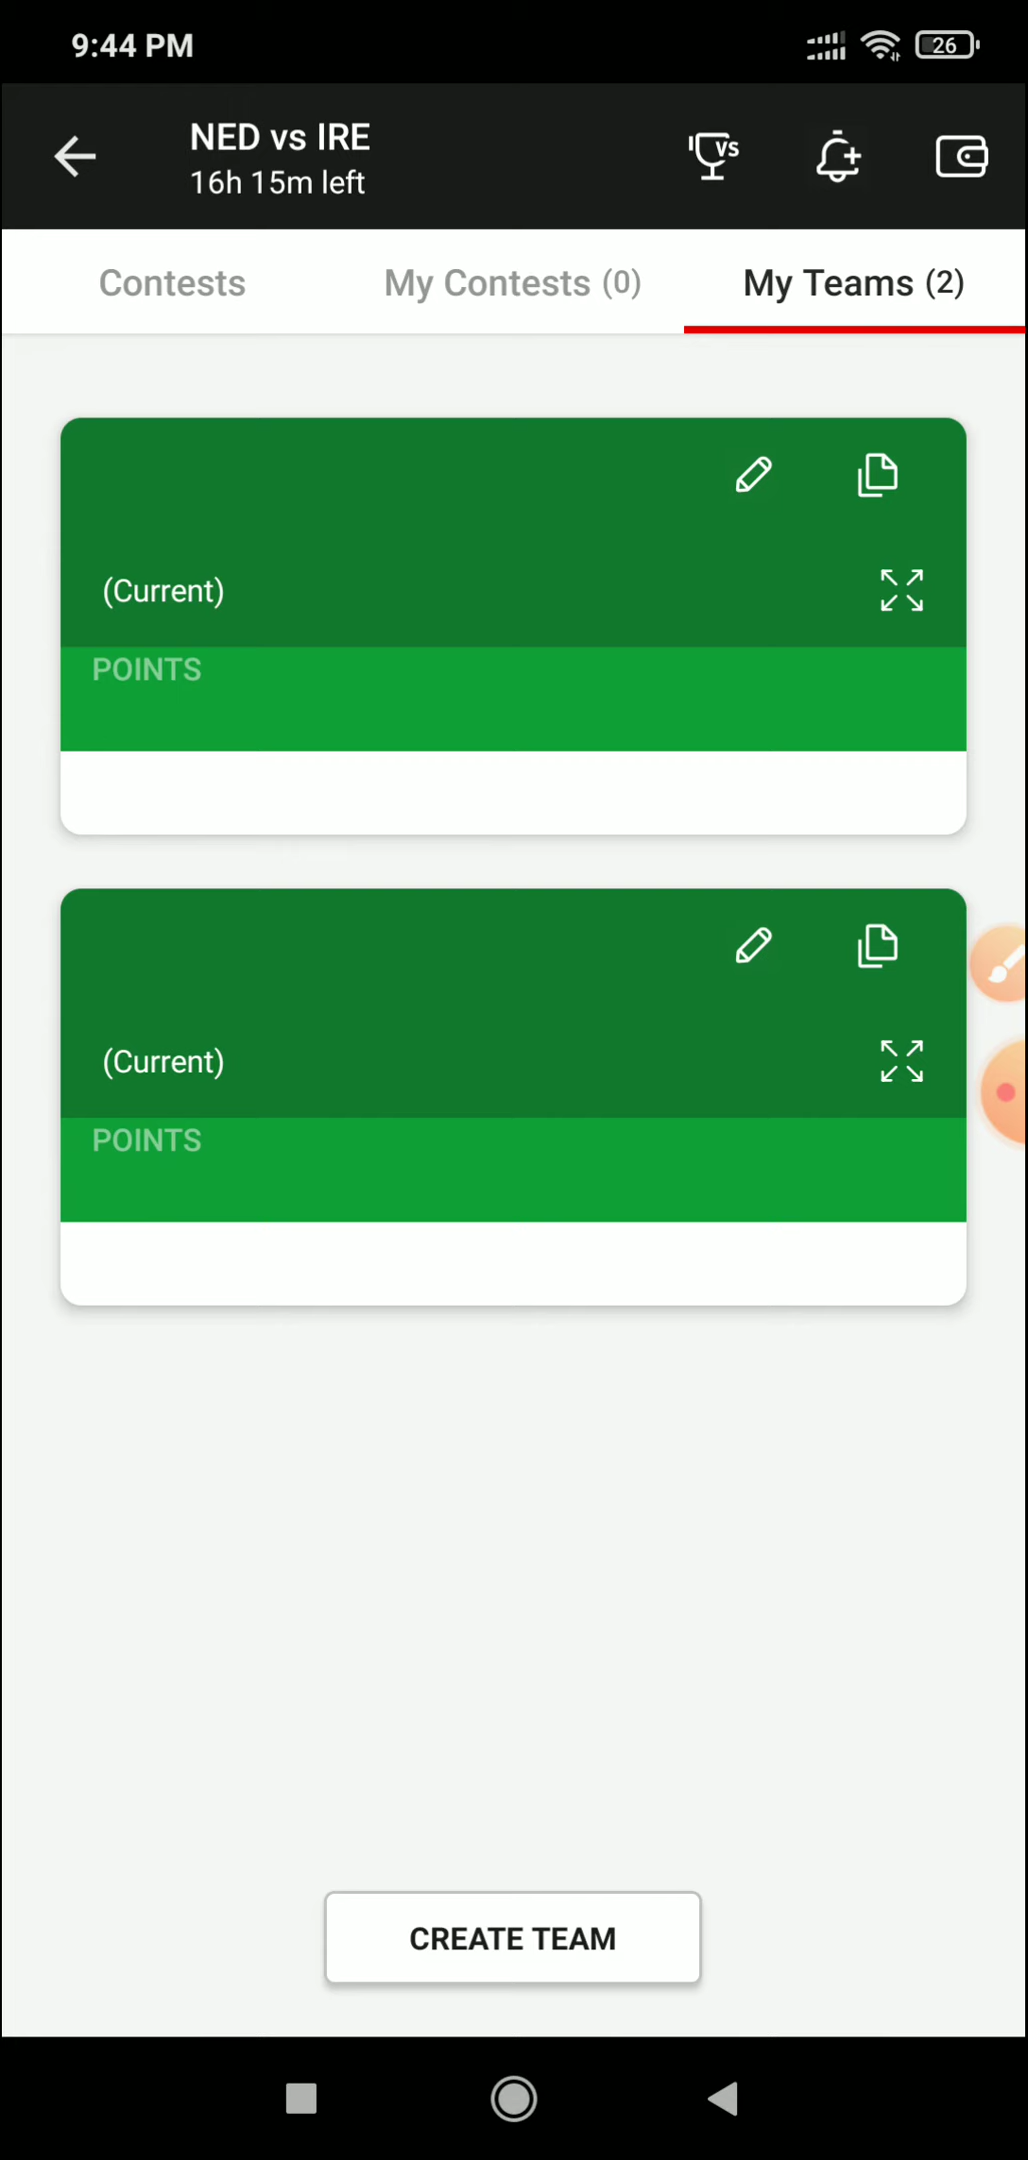 9:44 PM
26
NED vs IRE
16h 15m left
VS
Contests
My Contests (0)
My Teams (2)
(Current)
POINTS
(Current)
POINTS
CREATE TEAM